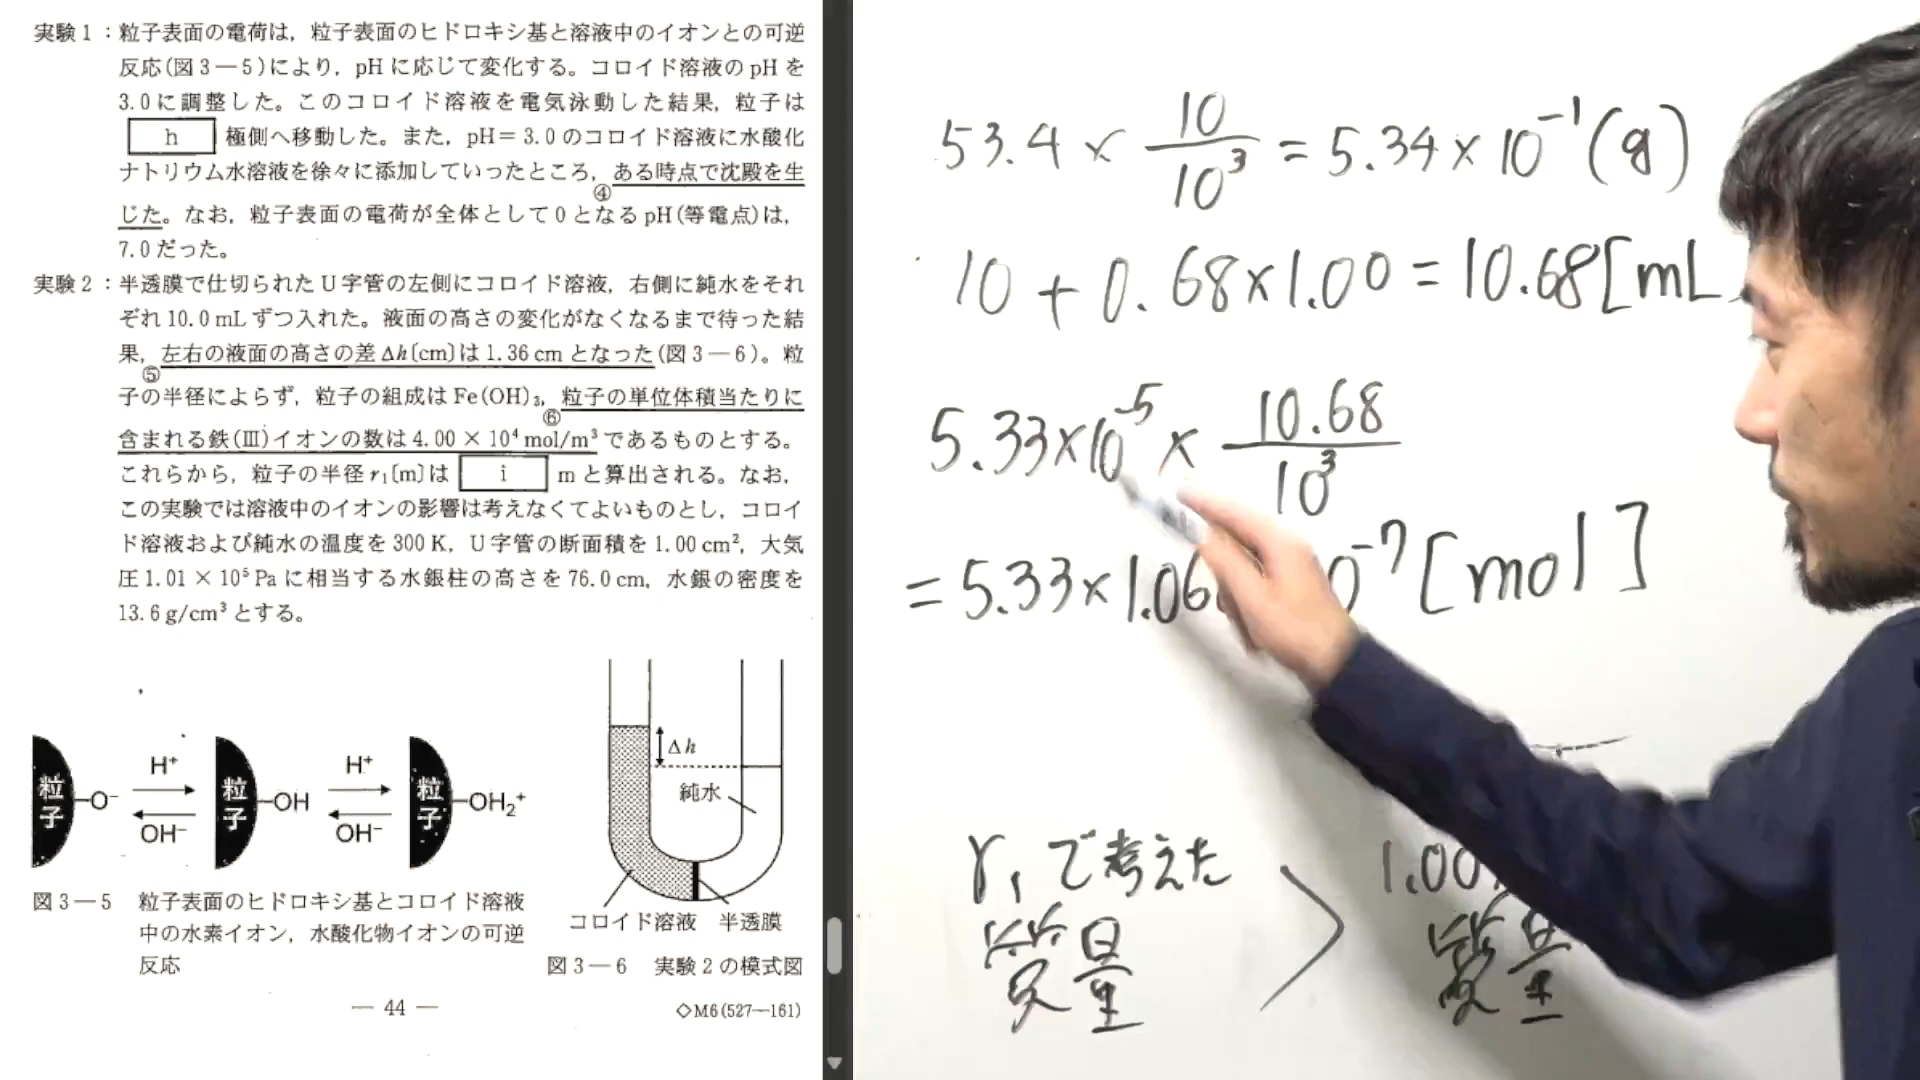 実験1：粒子表面の電荷は，粒子表面のヒドロキシ基と溶液中のイオンとの可逆
反応(図3―5)により，pHに応じて変化する。コロイド溶液のpHを
3.0に調整した。このコロイド溶液を電気泳動した結果，粒子は
h 極側へ移動した。また，pH=3.0のコロイド溶液に水酸化
ナトリウム水溶液を徐々に添加していったところ，ある時点で沈殿を生
④
じた。なお，粒子表面の電荷が全体として0となるpH(等電点)は，
7.0だった。
実験2：半透膜で仕切られたU字管の左側にコロイド溶液，右側に純水をそれ
ぞれ10.0 mLずつ入れた。液面の高さの変化がなくなるまで待った結
果，左右の液面の高さの差Δh〔cm〕は1.36 cmとなった(図3―6)。粒
⑤
子の半径によらず，粒子の組成はFe(OH)₃，粒子の単位体積当たりに
⑥
含まれる鉄(Ⅲ)イオンの数は4.00 × 10⁴ mol/m³であるものとする。
これらから，粒子の半径r₁〔m〕は i mと算出される。なお，
この実験では溶液中のイオンの影響は考えなくてよいものとし，コロイ
ド溶液および純水の温度を300 K，U字管の断面積を1.00 cm²，大気
圧1.01 × 10⁵ Paに相当する水銀柱の高さを76.0 cm，水銀の密度を
13.6 g/cm³とする。
粒子 -O⁻ H⁺ OH⁻ 粒子 -OH H⁺ OH⁻ 粒子 -OH₂⁺
図3―5 粒子表面のヒドロキシ基とコロイド溶液
中の水素イオン，水酸化物イオンの可逆
反応
Δh
純水
コロイド溶液 半透膜
図3―6 実験2の模式図
― 44 ―
◇M6(527―161)
53.4 × 10/10³ = 5.34 × 10⁻¹ (g)
10 + 0.68×1.00 = 10.68[mL
5.33×10⁻⁵ × 10.68/10³
= 5.33×1.06 0⁻⁷ [mol]
r₁で考えた
質量
>
1.00
質量